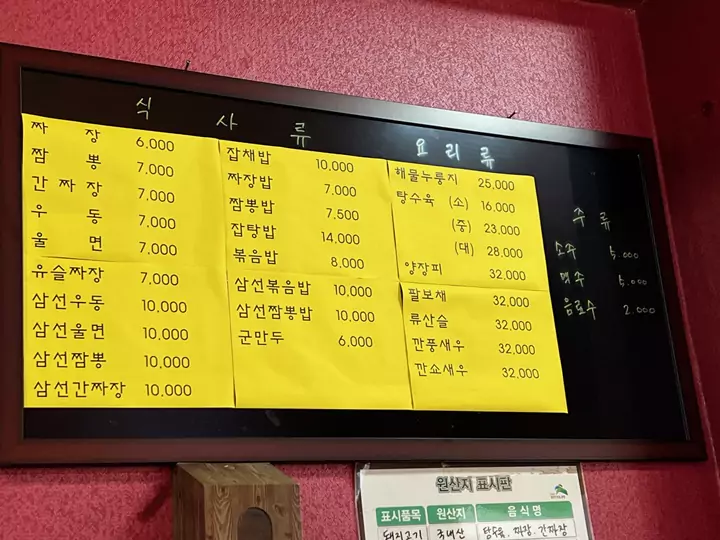 식 사 류
짜 장 6,000
짬 뽕 7,000
간 짜 장 7,000
우 동 7,000
울 면 7,000
유슬짜장 7,000
삼선우동 10,000
삼선울면 10,000
삼선짬뽕 10,000
삼선간짜장 10,000
잡채밥 10,000
짜장밥 7,000
짬뽕밥 7,500
잡탕밥 14,000
볶음밥 8,000
삼선볶음밥 10,000
삼선짬뽕밥 10,000
군만두 6,000
요 리 류
해물누룽지 25,000
탕수육 (소) 16,000
(중) 23,000
(대) 28,000
양장피 32,000
팔보채 32,000
류산슬 32,000
깐풍새우 32,000
깐쇼새우 32,000
주 류
소주 5.000
맥주 5.000
음료수 2.000
원산지 표시판
표시품목 원산지 음 식 명
돼지고기 국내산 탕수육, 짜장, 간짜장